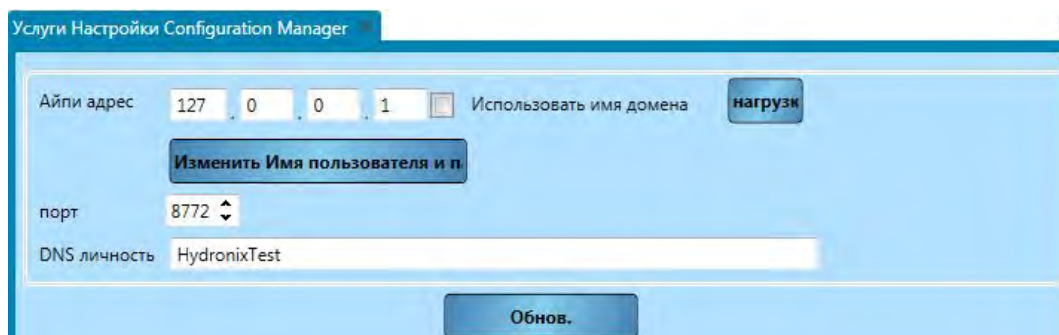 Услуги Настройки Configuration Manager
Айпи адрес 127 . 0 . 0 . 1 Использовать имя домена нагрузк
Изменить Имя пользователя и п
порт 8772
DNS личность HydronixTest
Обнов.